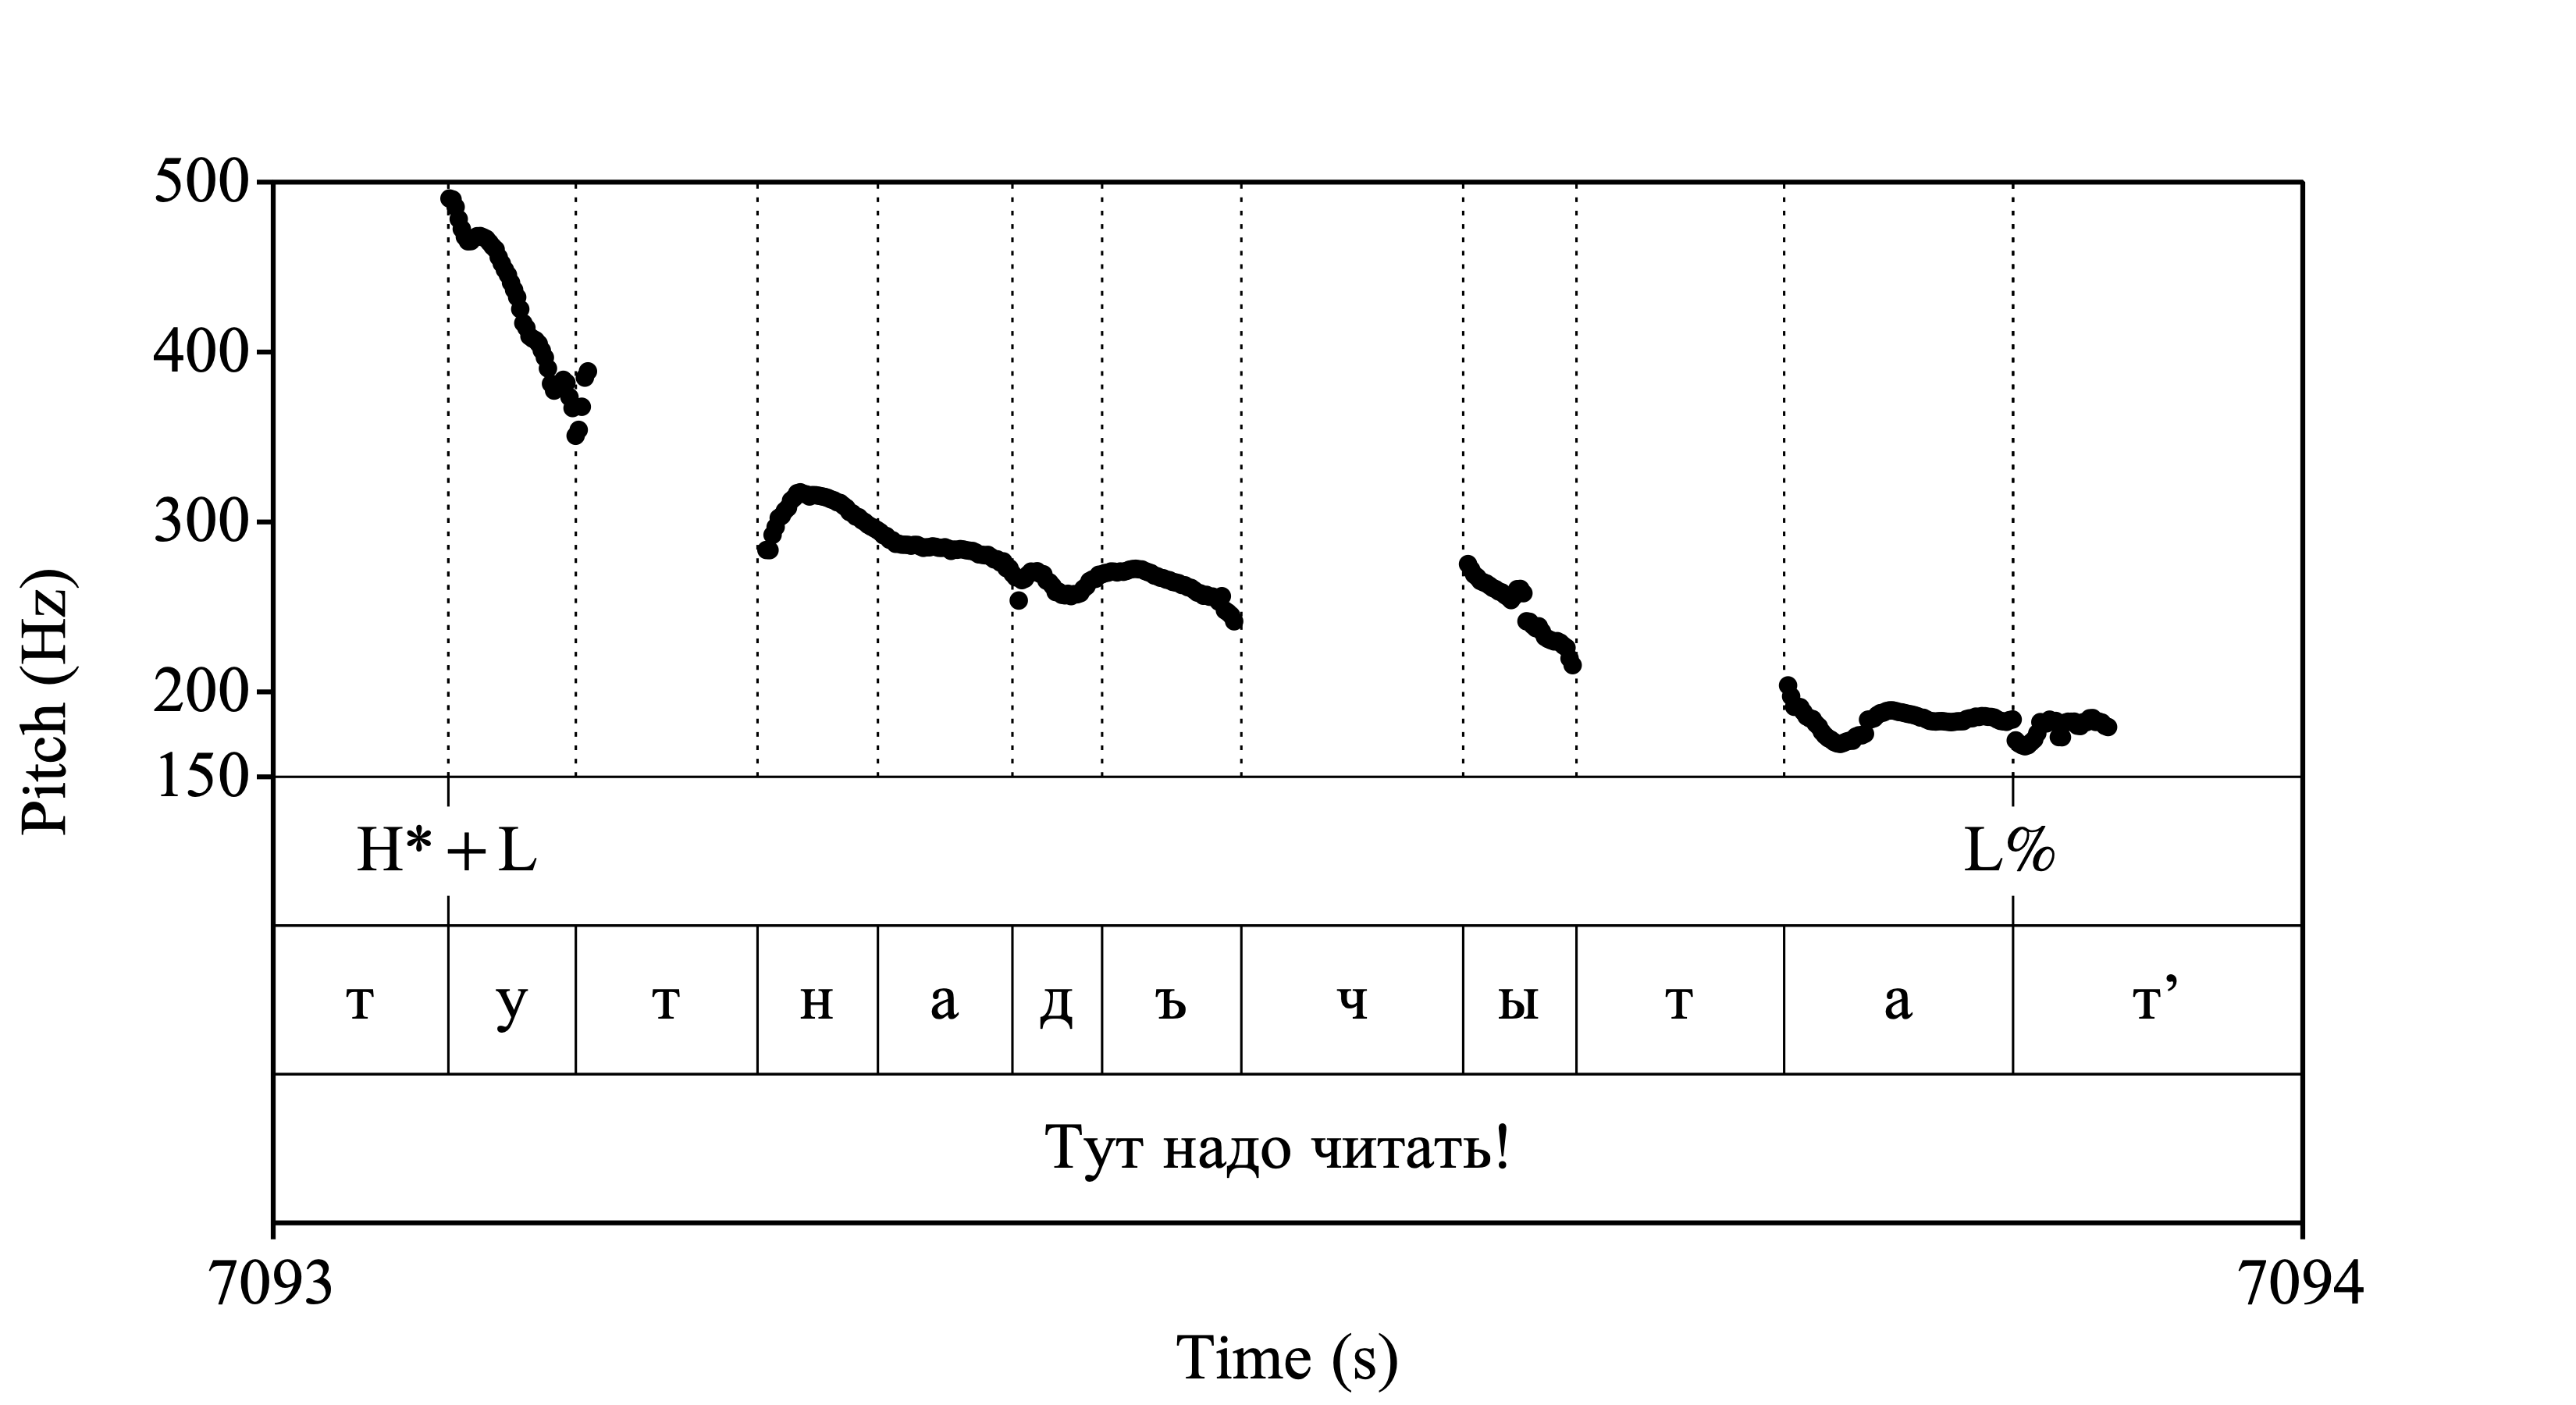 500
400
300
200
150
Pitch (Hz)
H* + L L%
т у т н а д ъ ч ы т а т’
Тут надо читать!
7093 7094
Time (s)